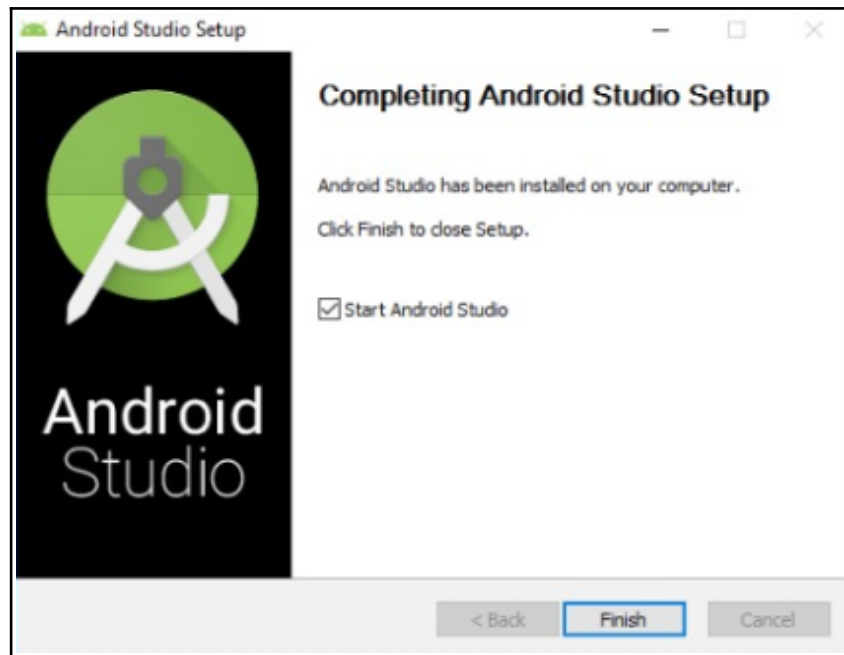 Android Studio Setup
Completing Android Studio Setup
Android Studio has been installed on your computer.
Click Finish to close Setup.
Start Android Studio
Android
Studio
< Back
Finish
Cancel